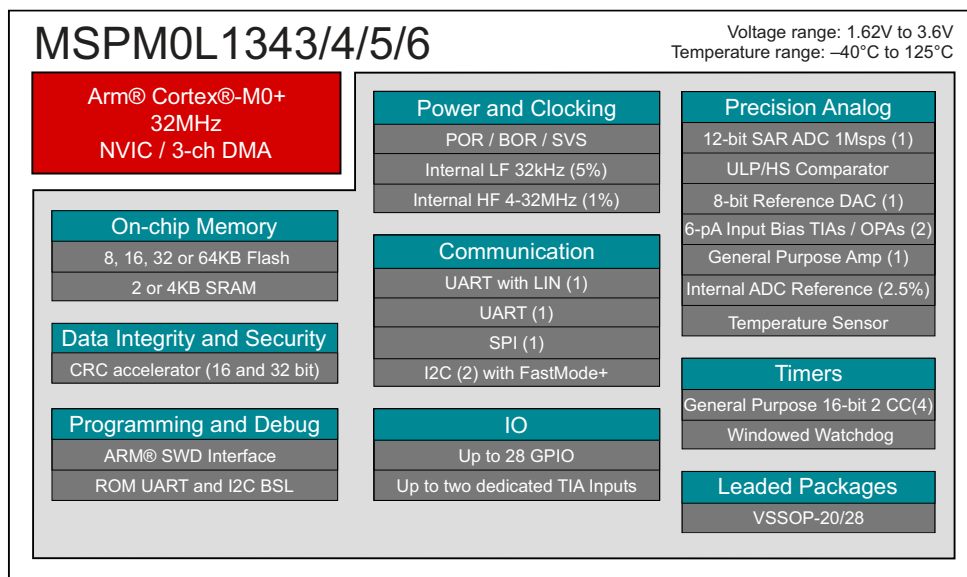 MSPM0L1343/4/5/6
Voltage range: 1.62V to 3.6V
Temperature range: –40°C to 125°C
Arm® Cortex®-M0+
32MHz
NVIC / 3-ch DMA
On-chip Memory
8, 16, 32 or 64KB Flash
2 or 4KB SRAM
Data Integrity and Security
CRC accelerator (16 and 32 bit)
Programming and Debug
ARM® SWD Interface
ROM UART and I2C BSL
Power and Clocking
POR / BOR / SVS
Internal LF 32kHz (5%)
Internal HF 4-32MHz (1%)
Communication
UART with LIN (1)
UART (1)
SPI (1)
I2C (2) with FastMode+
IO
Up to 28 GPIO
Up to two dedicated TIA Inputs
Precision Analog
12-bit SAR ADC 1Msps (1)
ULP/HS Comparator
8-bit Reference DAC (1)
6-pA Input Bias TIAs / OPAs (2)
General Purpose Amp (1)
Internal ADC Reference (2.5%)
Temperature Sensor
Timers
General Purpose 16-bit 2 CC(4)
Windowed Watchdog
Leaded Packages
VSSOP-20/28